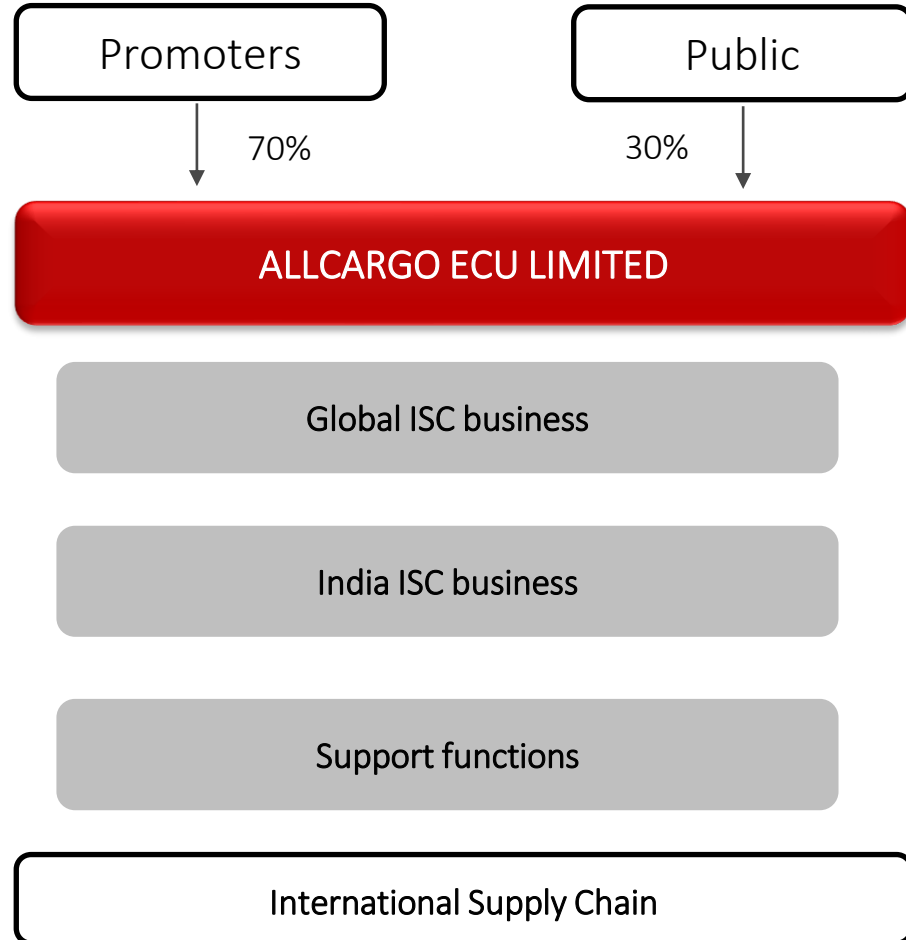 Promoters
Public
70%
30%
ALLCARGO ECU LIMITED
Global ISC business
India ISC business
Support functions
International Supply Chain